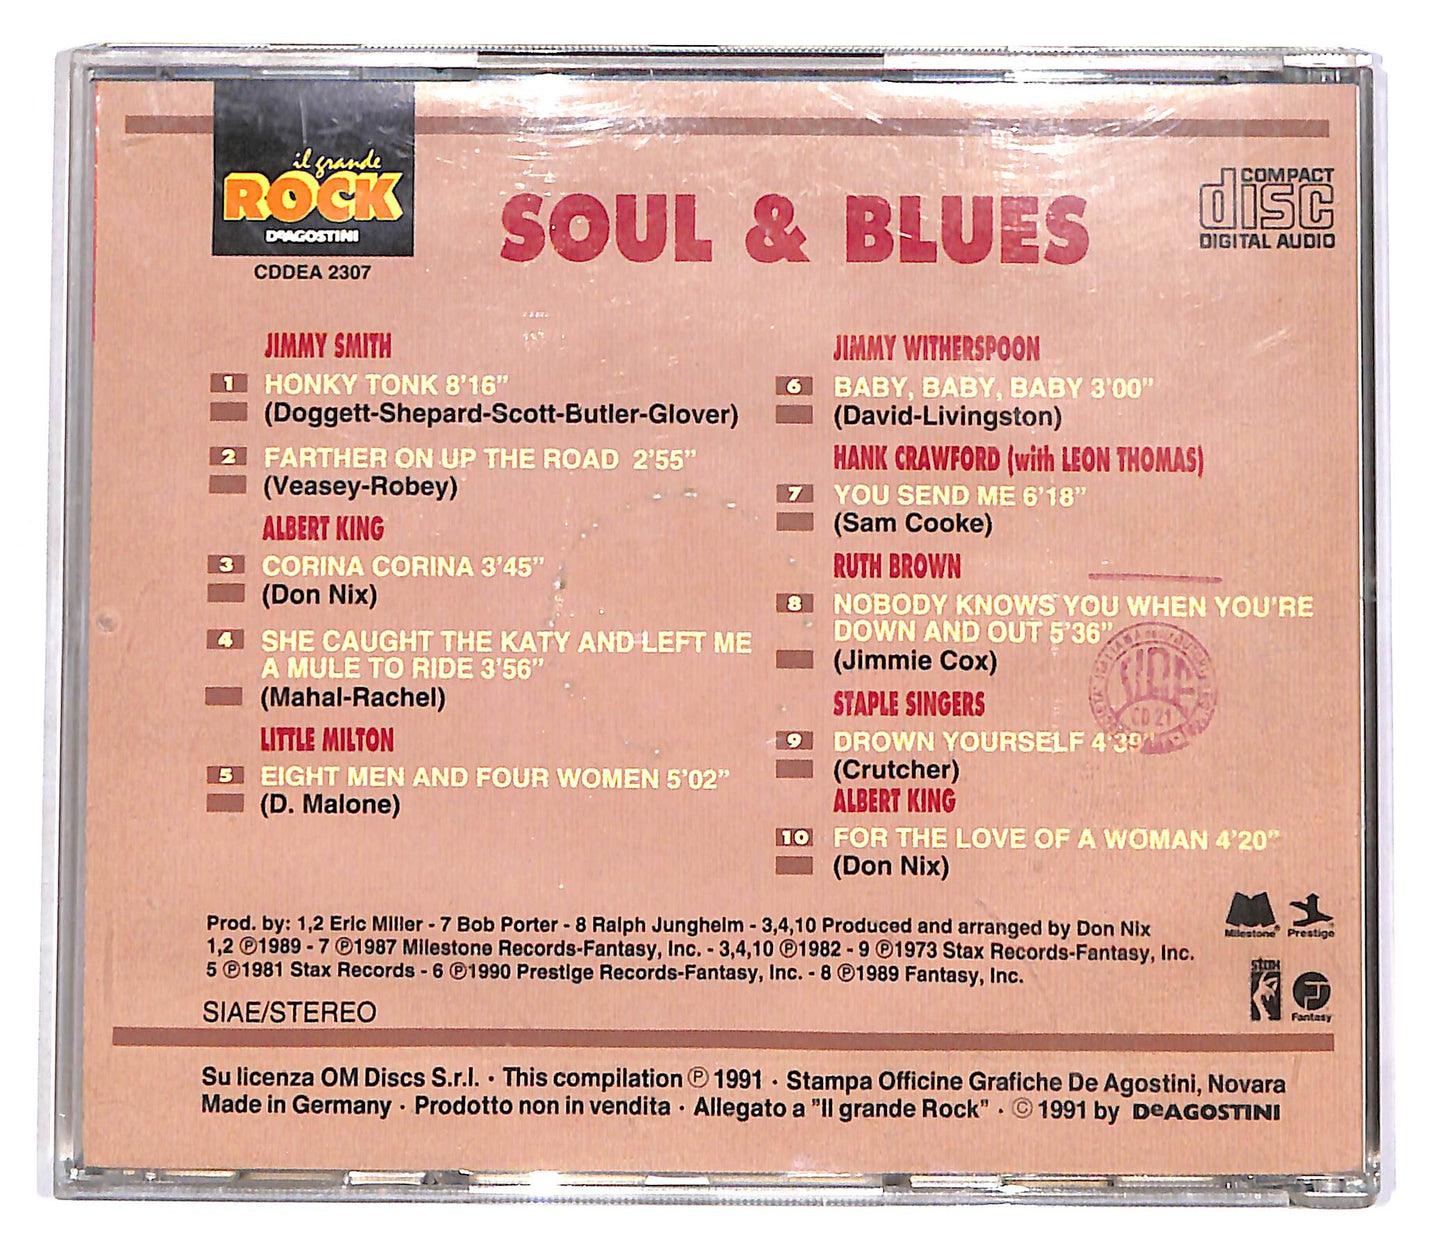 il grande
ROCK
DeAGOSTINI
CDDEA 2307
SOUL & BLUES
COMPACT
disc
DIGITAL AUDIO
JIMMY SMITH
1 HONKY TONK 8'16"
(Doggett-Shepard-Scott-Butler-Glover)
2 FARTHER ON UP THE ROAD 2'55"
(Veasey-Robey)
ALBERT KING
3 CORINA CORINA 3'45"
(Don Nix)
4 SHE CAUGHT THE KATY AND LEFT ME
A MULE TO RIDE 3'56"
(Mahal-Rachel)
LITTLE MILTON
5 EIGHT MEN AND FOUR WOMEN 5'02"
(D. Malone)
JIMMY WITHERSPOON
6 BABY, BABY, BABY 3'00"
(David-Livingston)
HANK CRAWFORD (with LEON THOMAS)
7 YOU SEND ME 6'18"
(Sam Cooke)
RUTH BROWN
8 NOBODY KNOWS YOU WHEN YOU'RE
DOWN AND OUT 5'36"
(Jimmie Cox)
STAPLE SINGERS
9 DROWN YOURSELF 4'39"
(Crutcher)
ALBERT KING
10 FOR THE LOVE OF A WOMAN 4'20"
(Don Nix)
CD 21
Prod. by: 1,2 Eric Miller - 7 Bob Porter - 8 Ralph Jungheim - 3,4,10 Produced and arranged by Don Nix
1,2 ℗1989 - 7 ℗1987 Milestone Records-Fantasy, Inc. - 3,4,10 ℗1982 - 9 ℗1973 Stax Records-Fantasy, Inc.
5 ℗1981 Stax Records - 6 ℗1990 Prestige Records-Fantasy, Inc. - 8 ℗1989 Fantasy, Inc.
Milestone® Prestige
stax
Fantasy
SIAE/STEREO
Su licenza OM Discs S.r.l. · This compilation ℗ 1991 · Stampa Officine Grafiche De Agostini, Novara
Made in Germany · Prodotto non in vendita · Allegato a "Il grande Rock" · © 1991 by DeAGOSTINI